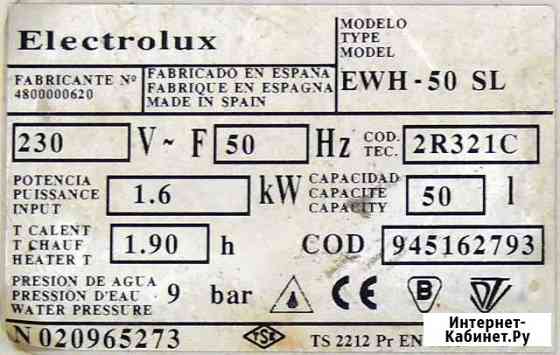 Electrolux
MODELO
TYPE
MODEL
EWH-50 SL
FABRICANTE Nº
4800000620
FABRICADO EN ESPAÑA
FABRIQUE EN ESPAGNA
MADE IN SPAIN
230 V~ F 50 Hz COD. TEC. 2R321C
POTENCIA
PUISSANCE
INPUT
1.6 kW
CAPACIDAD
CAPACITÉ
CAPACITY
50 l
T CALENT
T CHAUF
HEATER T
1.90 h
COD 945162793
PRESION DE AGUA
PRESSION D'EAU
WATER PRESSURE
9 bar
CE
B
N 020965273
TSE
TS 2212 Pr EN
Интернет-
Кабинет.Ру